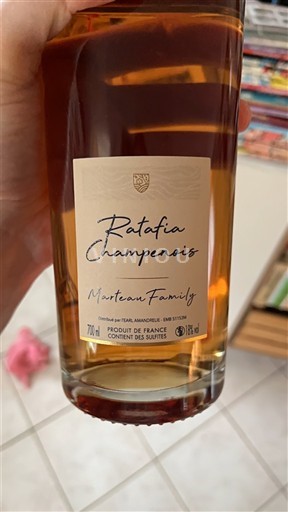 Ratafia
Champenois
Marteau Family
700 ml
PRODUIT DE FRANCE
CONTIENT DES SULFITES
18% vol